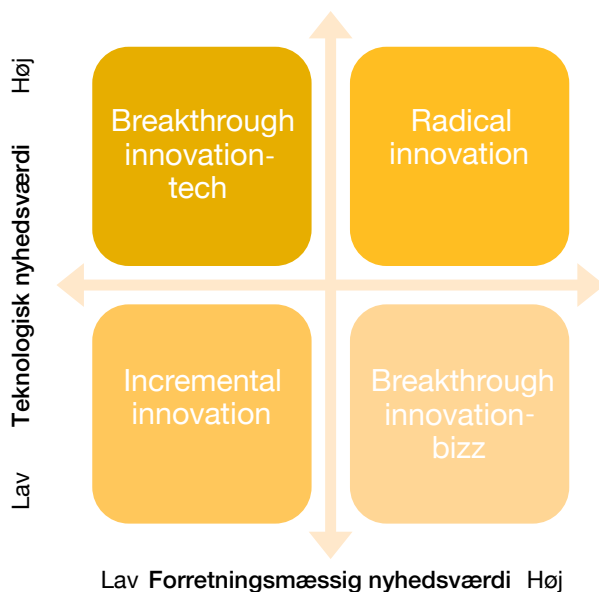 Høj
Teknologisk nyhedsværdi
Lav
Breakthrough
innovation-
tech
Radical
innovation
Incremental
innovation
Breakthrough
innovation-
bizz
Lav Forretningsmæssig nyhedsværdi Høj